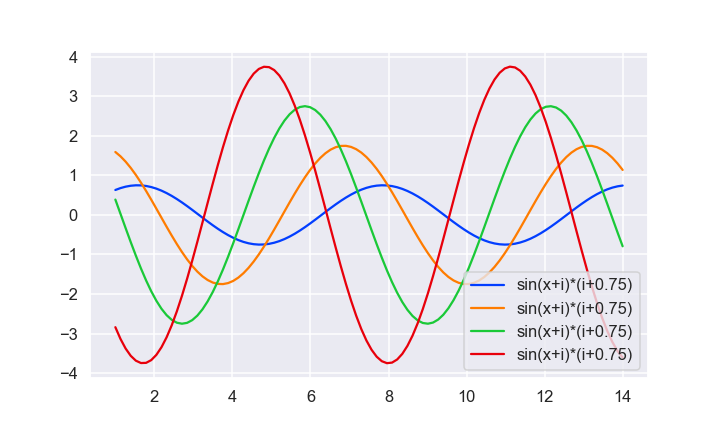 4
3
2
1
0
−1
−2
−3
−4
2 4 6 8 10 12 14
sin(x+i)*(i+0.75)
sin(x+i)*(i+0.75)
sin(x+i)*(i+0.75)
sin(x+i)*(i+0.75)